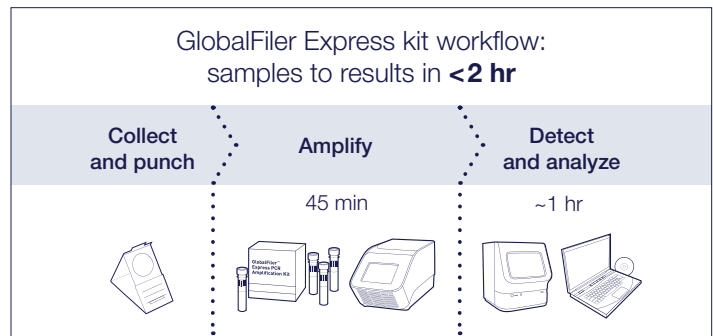 GlobalFiler Express kit workflow:
samples to results in <2 hr
Collect
and punch
Amplify
Detect
and analyze
45 min
~1 hr
GlobalFiler™
Express PCR
Amplification Kit